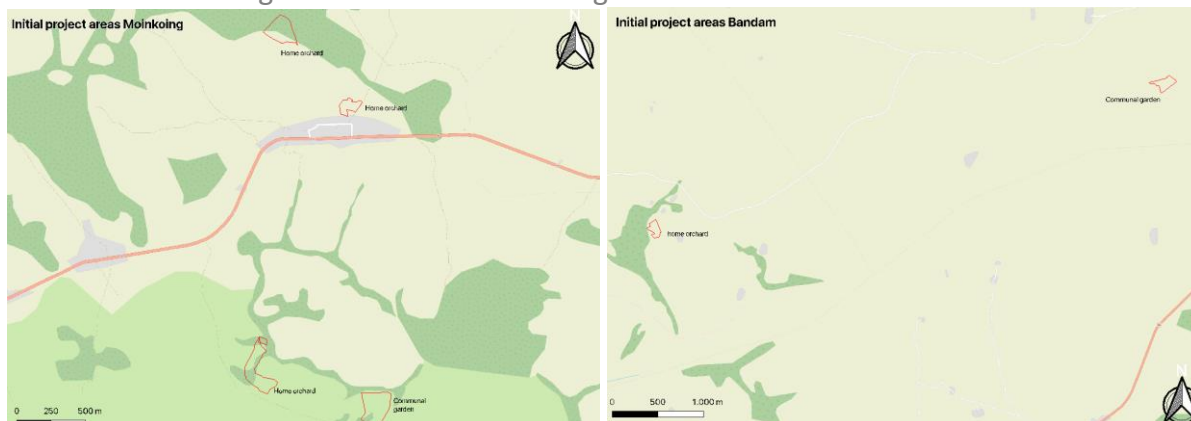 Initial project areas Moinkoing
N
Home orchard
Home orchard
Home orchard
Communal
garden
0 250 500 m
Initial project areas Bandam
Communal garden
home orchard
0 500 1.000 m
N